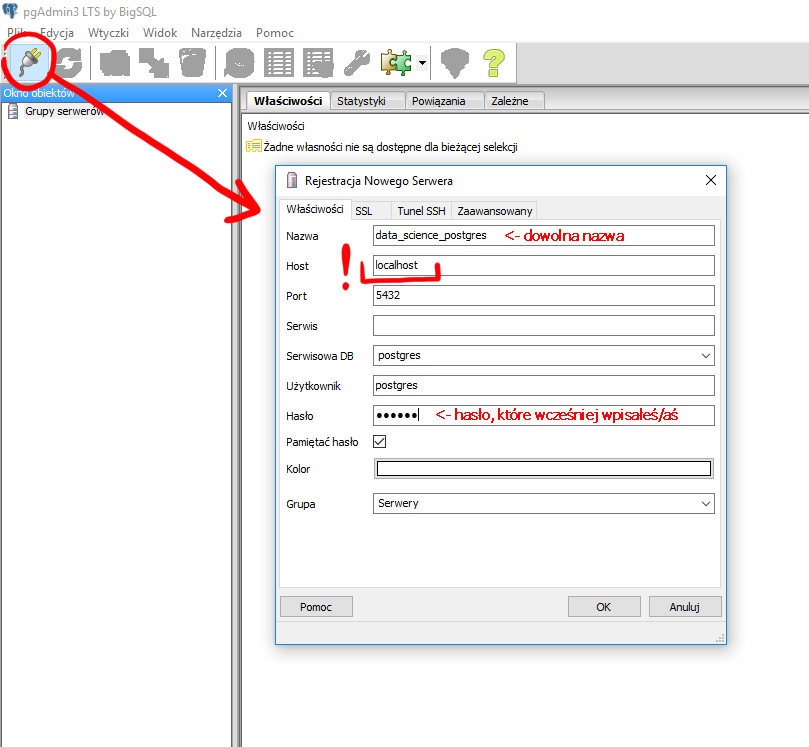 pgAdmin3 LTS by BigSQL
Plik Edycja Wtyczki Widok Narzędzia Pomoc
Okno obiektów
Grupy serwerów
Właściwości Statystyki Powiązania Zależne
Właściwości
Żadne własności nie są dostępne dla bieżącej selekcji
Rejestracja Nowego Serwera
Właściwości SSL Tunel SSH Zaawansowany
Nazwa data_science_postgres <- dowolna nazwa
! Host localhost
Port 5432
Serwis
Serwisowa DB postgres
Użytkownik postgres
Hasło ●●●●●● <- hasło, które wcześniej wpisałeś/aś
Pamiętać hasło
Kolor
Grupa Serwery
Pomoc OK Anuluj